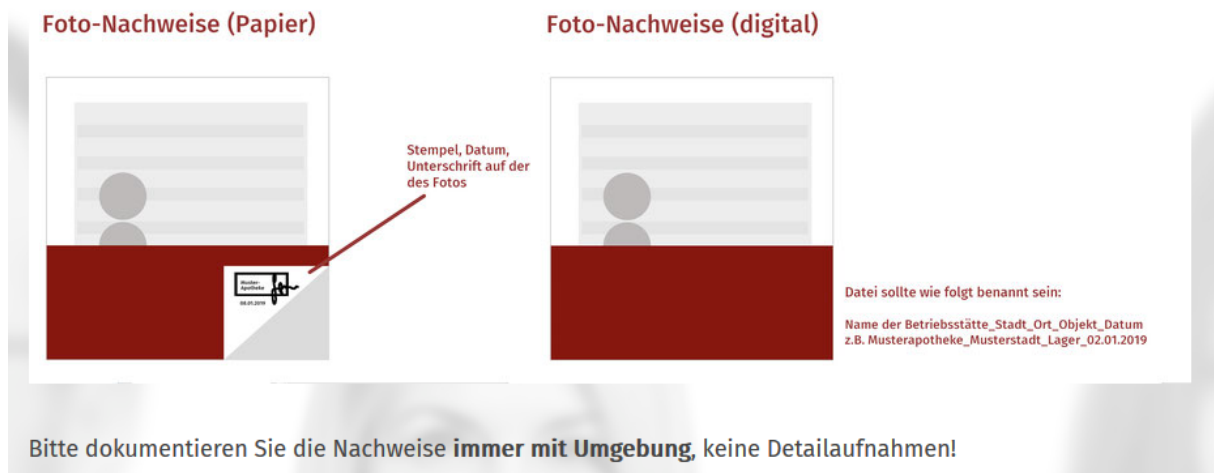 Foto-Nachweise (Papier)
Foto-Nachweise (digital)
Stempel, Datum,
Unterschrift auf der
des Fotos
Muster-
Apotheke
08.01.2019
Datei sollte wie folgt benannt sein:
Name der Betriebsstätte_Stadt_Ort_Objekt_Datum
z.B. Musterapotheke_Musterstadt_Lager_02.01.2019
Bitte dokumentieren Sie die Nachweise immer mit Umgebung, keine Detailaufnahmen!